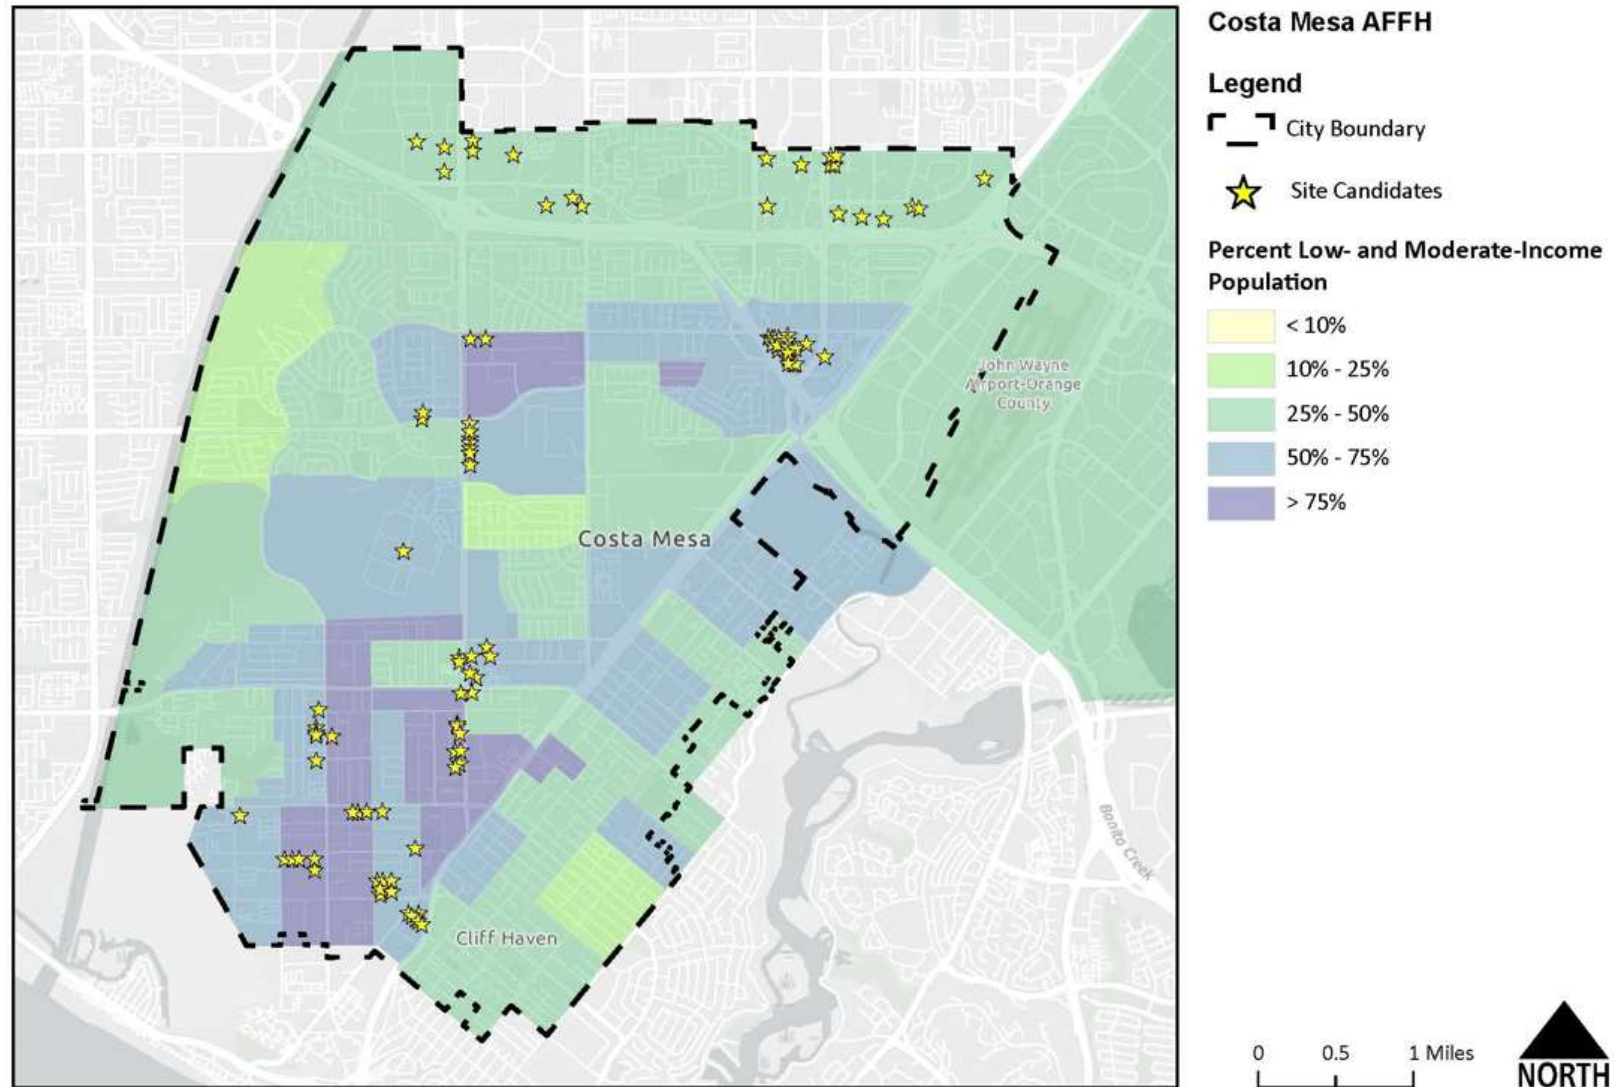 Costa Mesa AFFH
Legend
City Boundary
Site Candidates
Percent Low- and Moderate-Income
Population
< 10%
10% - 25%
25% - 50%
50% - 75%
> 75%
John Wayne
Airport-Orange
County
Costa Mesa
Bonito Creek
Cliff Haven
0 0.5 1 Miles
NORTH